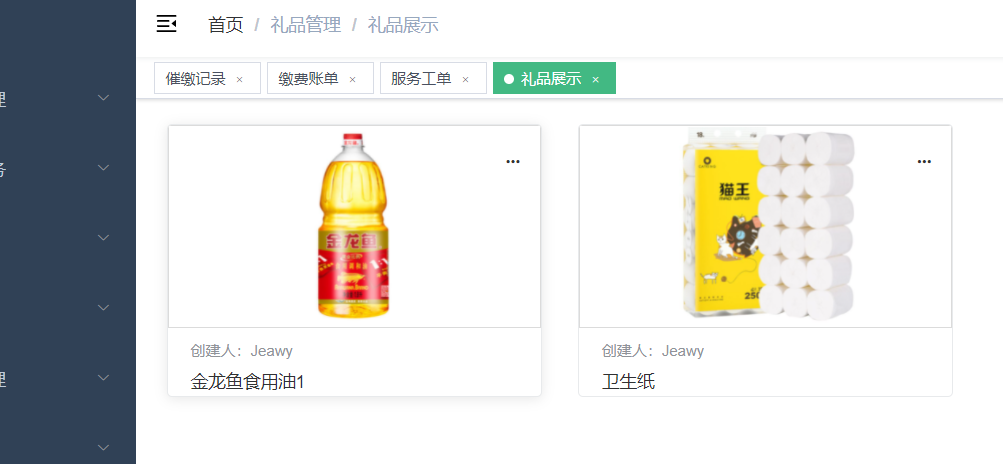 首页 / 礼品管理 / 礼品展示
催缴记录 × 缴费账单 × 服务工单 × 礼品展示 ×
理
务
理
金龙鱼
猫王
创建人：Jeawy
金龙鱼食用油1
创建人：Jeawy
卫生纸